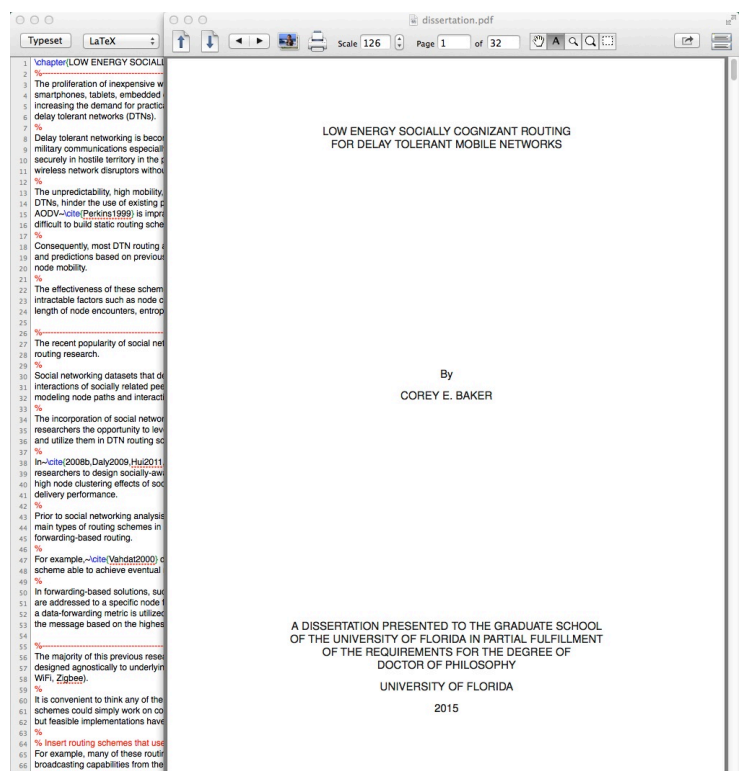 Typeset
LaTeX
1 \chapter{LOW ENERGY SOCIALL
2 %
3 The proliferation of inexpensive w
4 smartphones, tablets, embedded
5 increasing the demand for practica
6 delay tolerant networks (DTNs).
7 %
8 Delay tolerant networking is becor
9 military communications especiall
10 securely in hostile territory in the p
11 wireless network disruptors withou
12 %
13 The unpredictability, high mobility,
14 DTNs, hinder the use of existing p
15 AODV~\cite{Perkins1999} is impra
16 difficult to build static routing sche
17 %
18 Consequently, most DTN routing a
19 and predictions based on previous
20 node mobility.
21 %
22 The effectiveness of these schem
23 intractable factors such as node c
24 length of node encounters, entrop
25
26 %
27 The recent popularity of social net
28 routing research.
29 %
30 Social networking datasets that de
31 interactions of socially related pee
32 modeling node paths and interacti
33 %
34 The incorporation of social networ
35 researchers the opportunity to leve
36 and utilize them in DTN routing sc
37 %
38 In~\cite{2008b,Daly2009,Hui2011,
39 researchers to design socially-awa
40 high node clustering effects of soc
41 delivery performance.
42 %
43 Prior to social networking analysis
44 main types of routing schemes in
45 forwarding-based routing.
46 %
47 For example,~\cite{Vahdat2000} d
48 scheme able to achieve eventual
49 %
50 In forwarding-based solutions, suc
51 are addressed to a specific node t
52 a data-forwarding metric is utilized
53 the message based on the highes
54
55 %
56 The majority of this previous resea
57 designed agnostically to underlyin
58 WiFi, Zigbee).
59 %
60 It is convenient to think any of the
61 schemes could simply work on co
62 but feasible implementations have
63 %
64 % Insert routing schemes that use
65 For example, many of these routin
66 broadcasting capabilities from the
dissertation.pdf
Scale 126 Page 1 of 32 A
LOW ENERGY SOCIALLY COGNIZANT ROUTING
FOR DELAY TOLERANT MOBILE NETWORKS
By
COREY E. BAKER
A DISSERTATION PRESENTED TO THE GRADUATE SCHOOL
OF THE UNIVERSITY OF FLORIDA IN PARTIAL FULFILLMENT
OF THE REQUIREMENTS FOR THE DEGREE OF
DOCTOR OF PHILOSOPHY
UNIVERSITY OF FLORIDA
2015